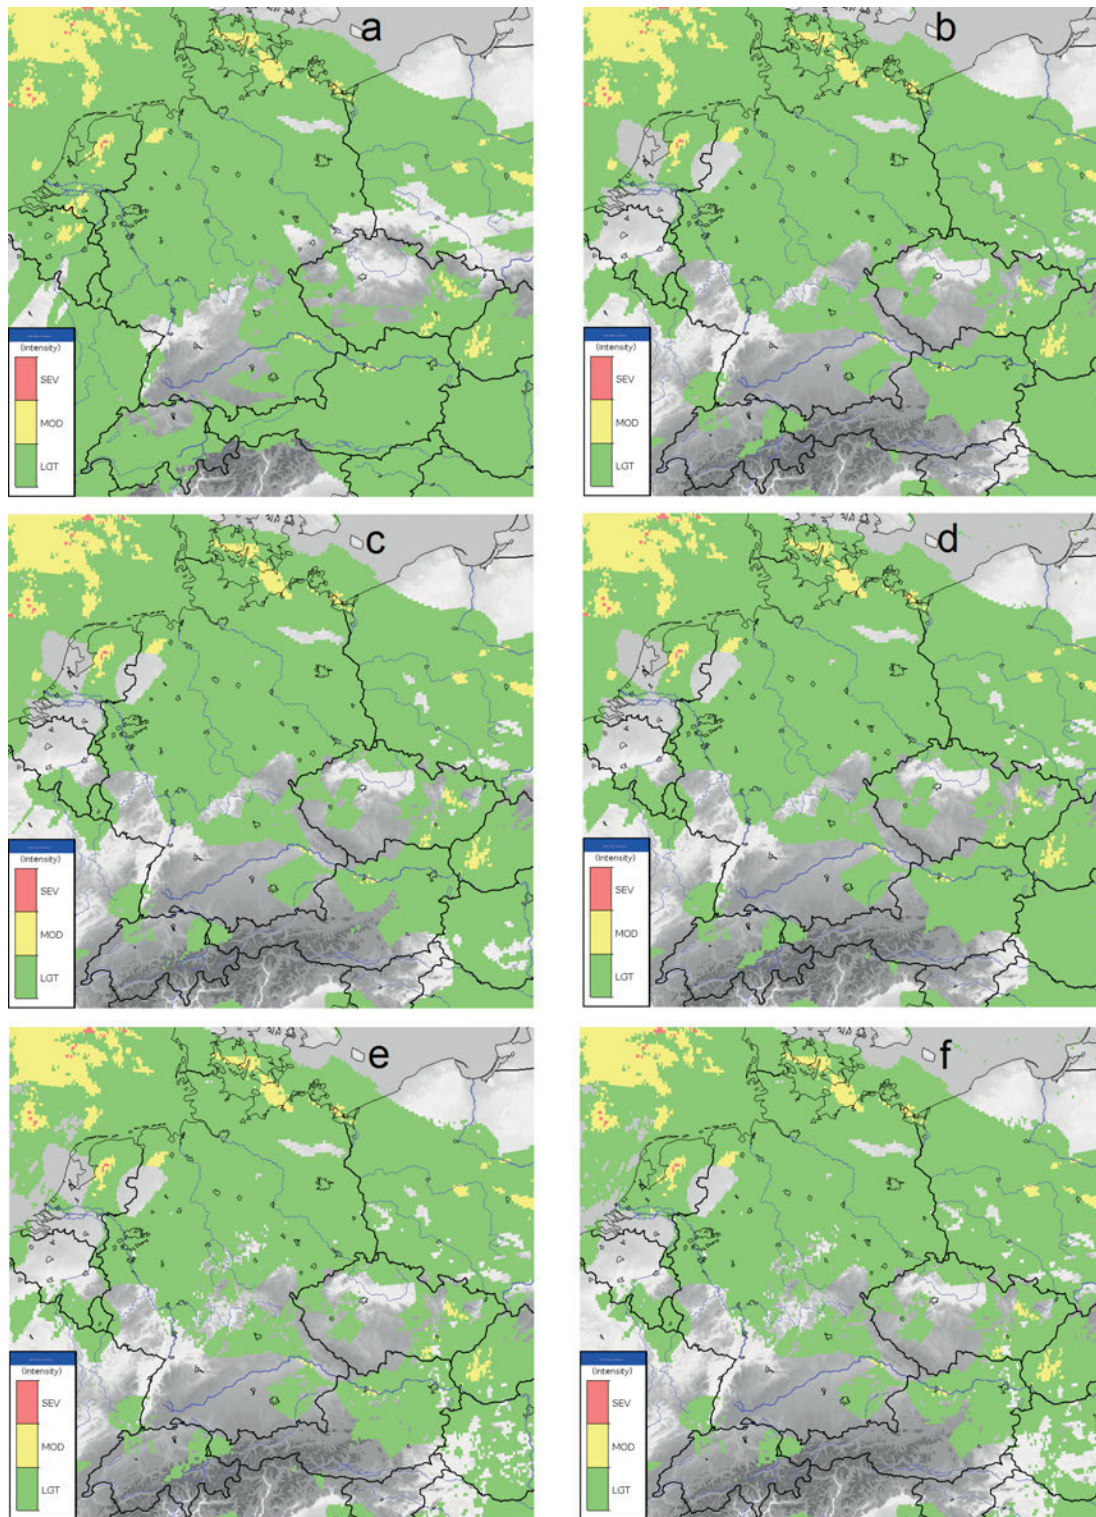 a
(Intensity)
SEV
MOD
LGT
b
(Intensity)
SEV
MOD
LGT
c
(Intensity)
SEV
MOD
LGT
d
(Intensity)
SEV
MOD
LGT
e
(Intensity)
SEV
MOD
LGT
f
(Intensity)
SEV
MOD
LGT